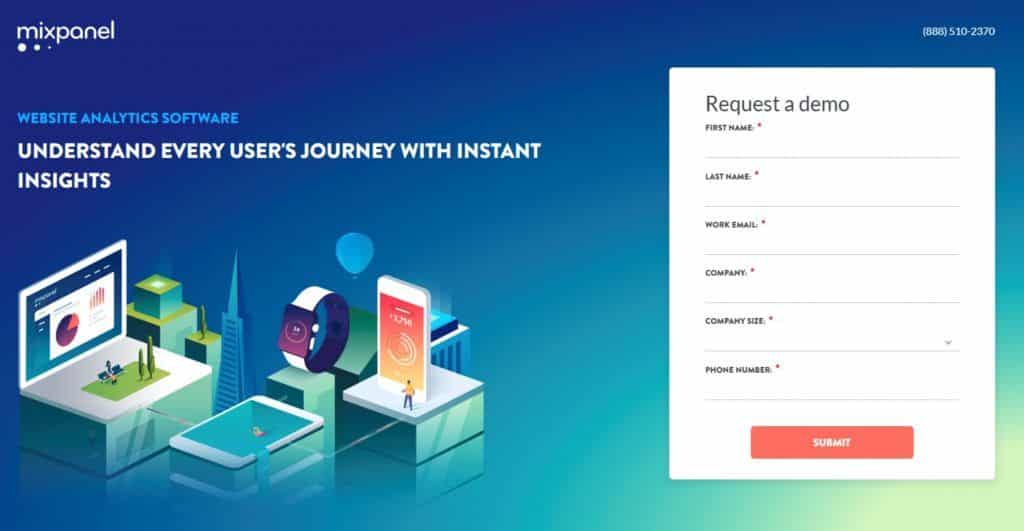 mixpanel
(888) 510-2370
WEBSITE ANALYTICS SOFTWARE
UNDERSTAND EVERY USER'S JOURNEY WITH INSTANT
INSIGHTS
mixpanel
Request a demo
FIRST NAME: *
LAST NAME: *
WORK EMAIL: *
COMPANY: *
COMPANY SIZE: *
PHONE NUMBER: *
SUBMIT